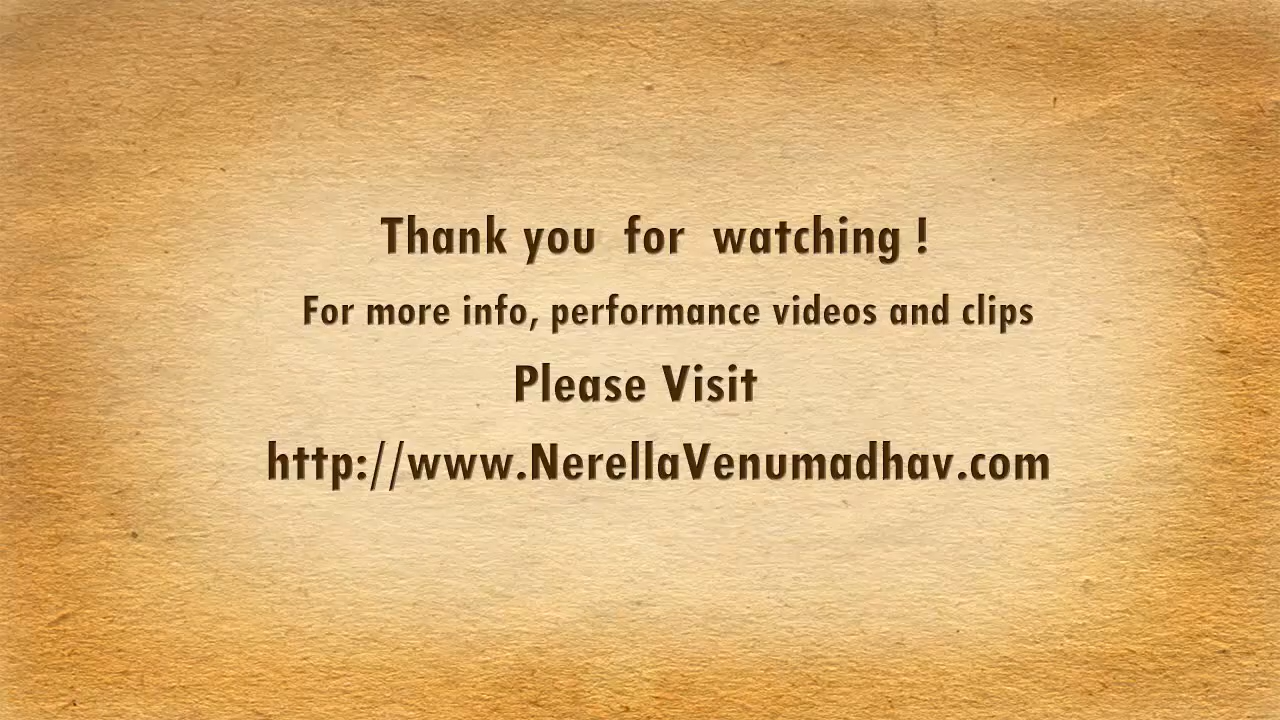 Thank you for watching !
For more info, performance videos and clips
Please Visit
http://www.NerellaVenumadhav.com